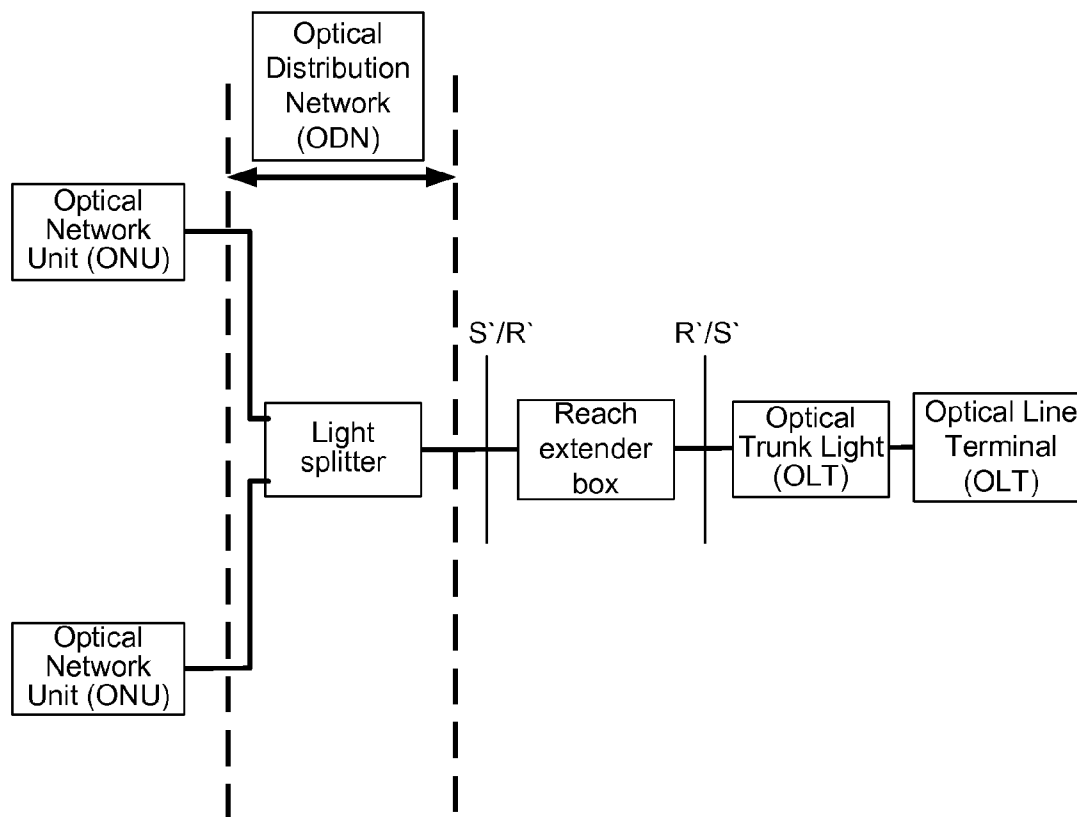 Optical
Distribution
Network
(ODN)
Optical
Network
Unit (ONU)
S`/R`
R`/S`
Light
splitter
Reach
extender
box
Optical
Trunk Light
(OLT)
Optical Line
Terminal
(OLT)
Optical
Network
Unit (ONU)